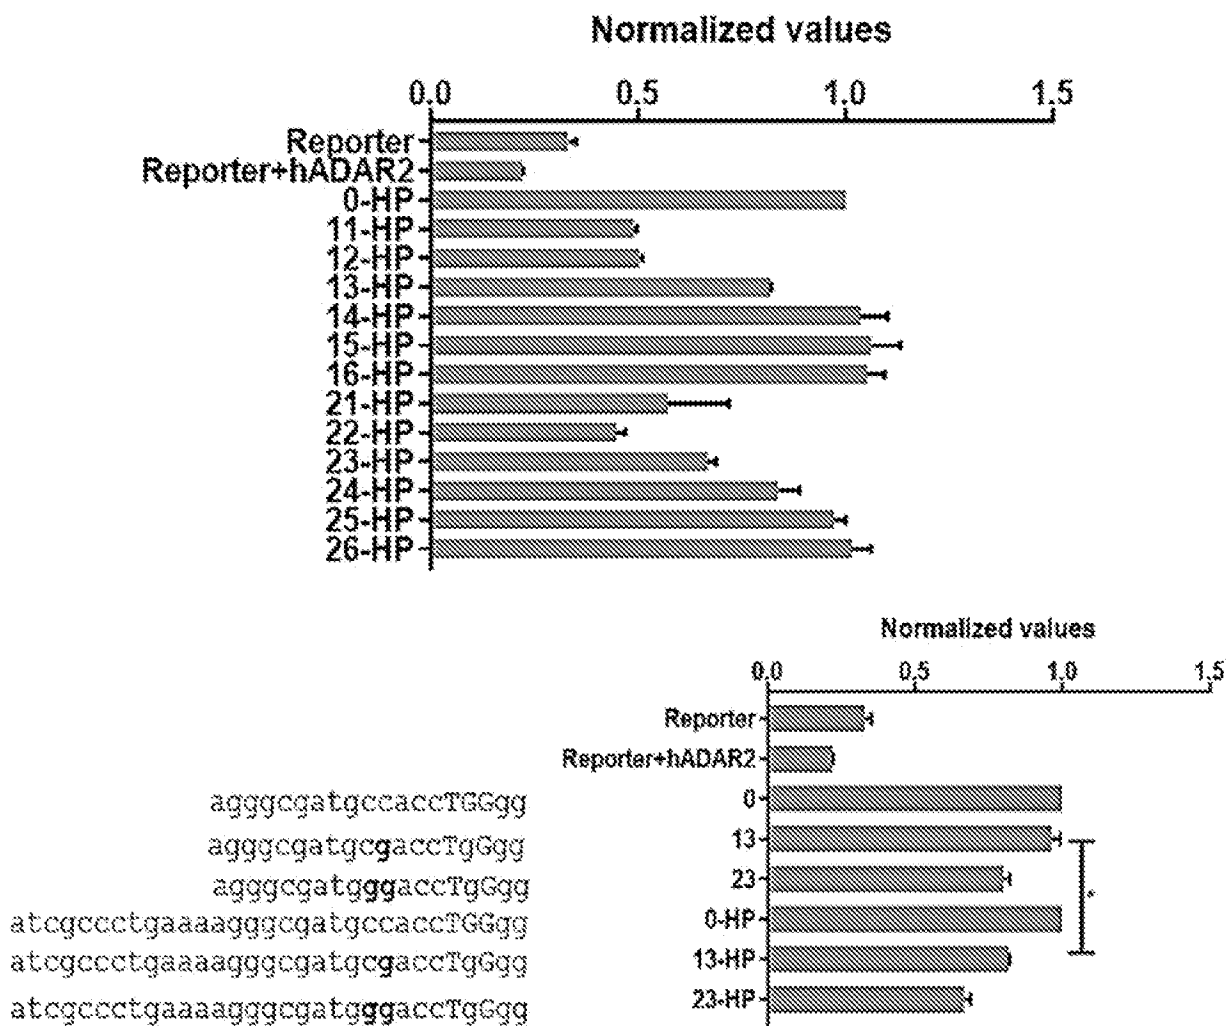 Normalized values
0.0 0.5 1.0 1.5
Reporter
Reporter+hADAR2
0-HP
11-HP
12-HP
13-HP
14-HP
15-HP
16-HP
21-HP
22-HP
23-HP
24-HP
25-HP
26-HP
Normalized values
0.0 0.5 1.0 1.5
Reporter
Reporter+hADAR2
agggcgatgccaccTGGgg 0
agggcgatgcgaccTgGgg 13
*
agggcgatgggaccTgGgg 23
atcgccctgaaaagggcgatgccaccTGGgg 0-HP
atcgccctgaaaagggcgatgcgaccTgGgg 13-HP
atcgccctgaaaagggcgatgggaccTgGgg 23-HP